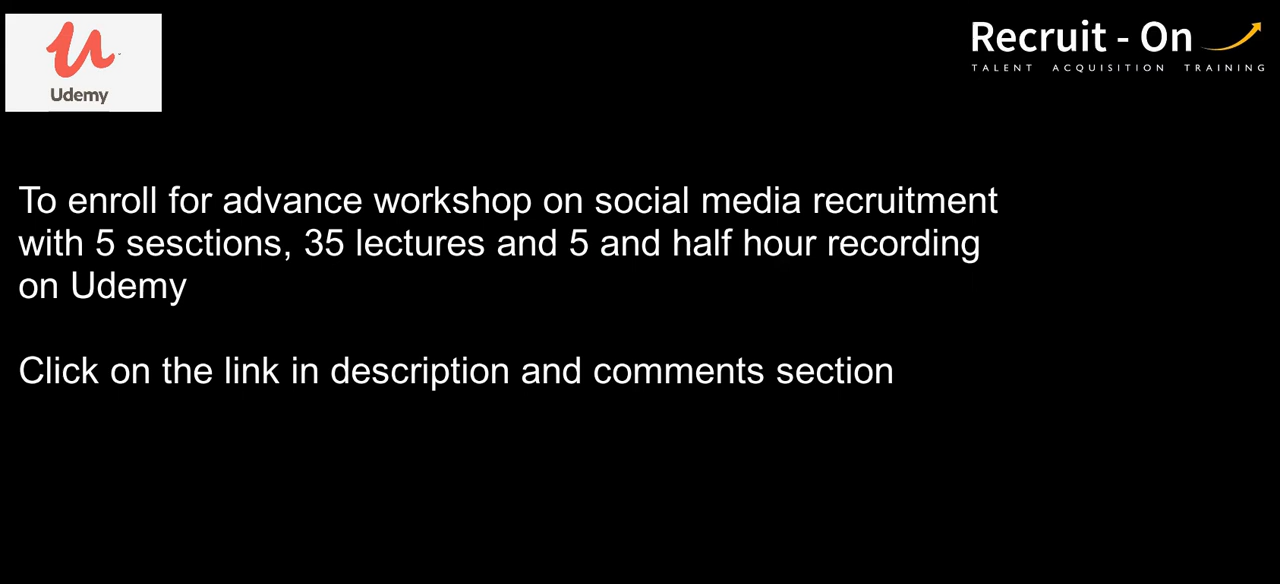 Udemy
Recruit - On
TALENT ACQUISITION TRAINING
To enroll for advance workshop on social media recruitment
with 5 sesctions, 35 lectures and 5 and half hour recording
on Udemy
Click on the link in description and comments section